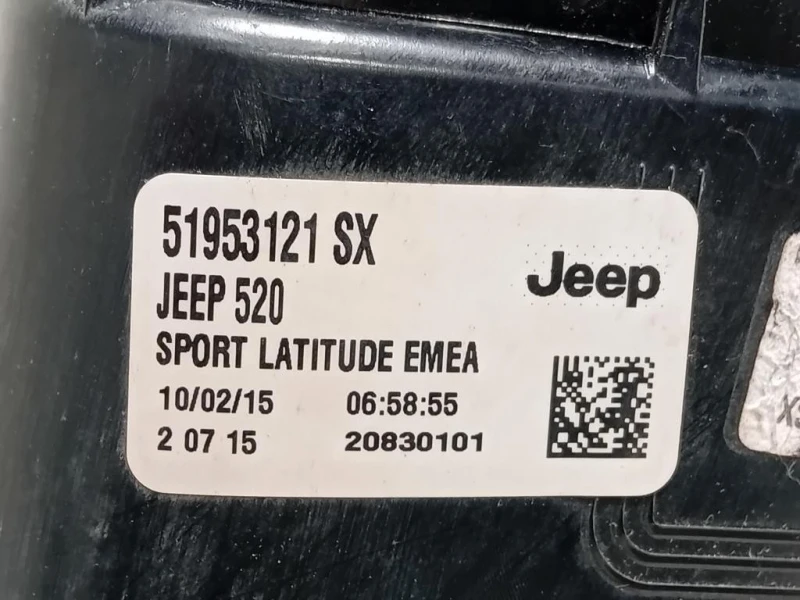 51953121 SX
Jeep
JEEP 520
SPORT LATITUDE EMEA
10/02/15 06:58:55
2 07 15 20830101